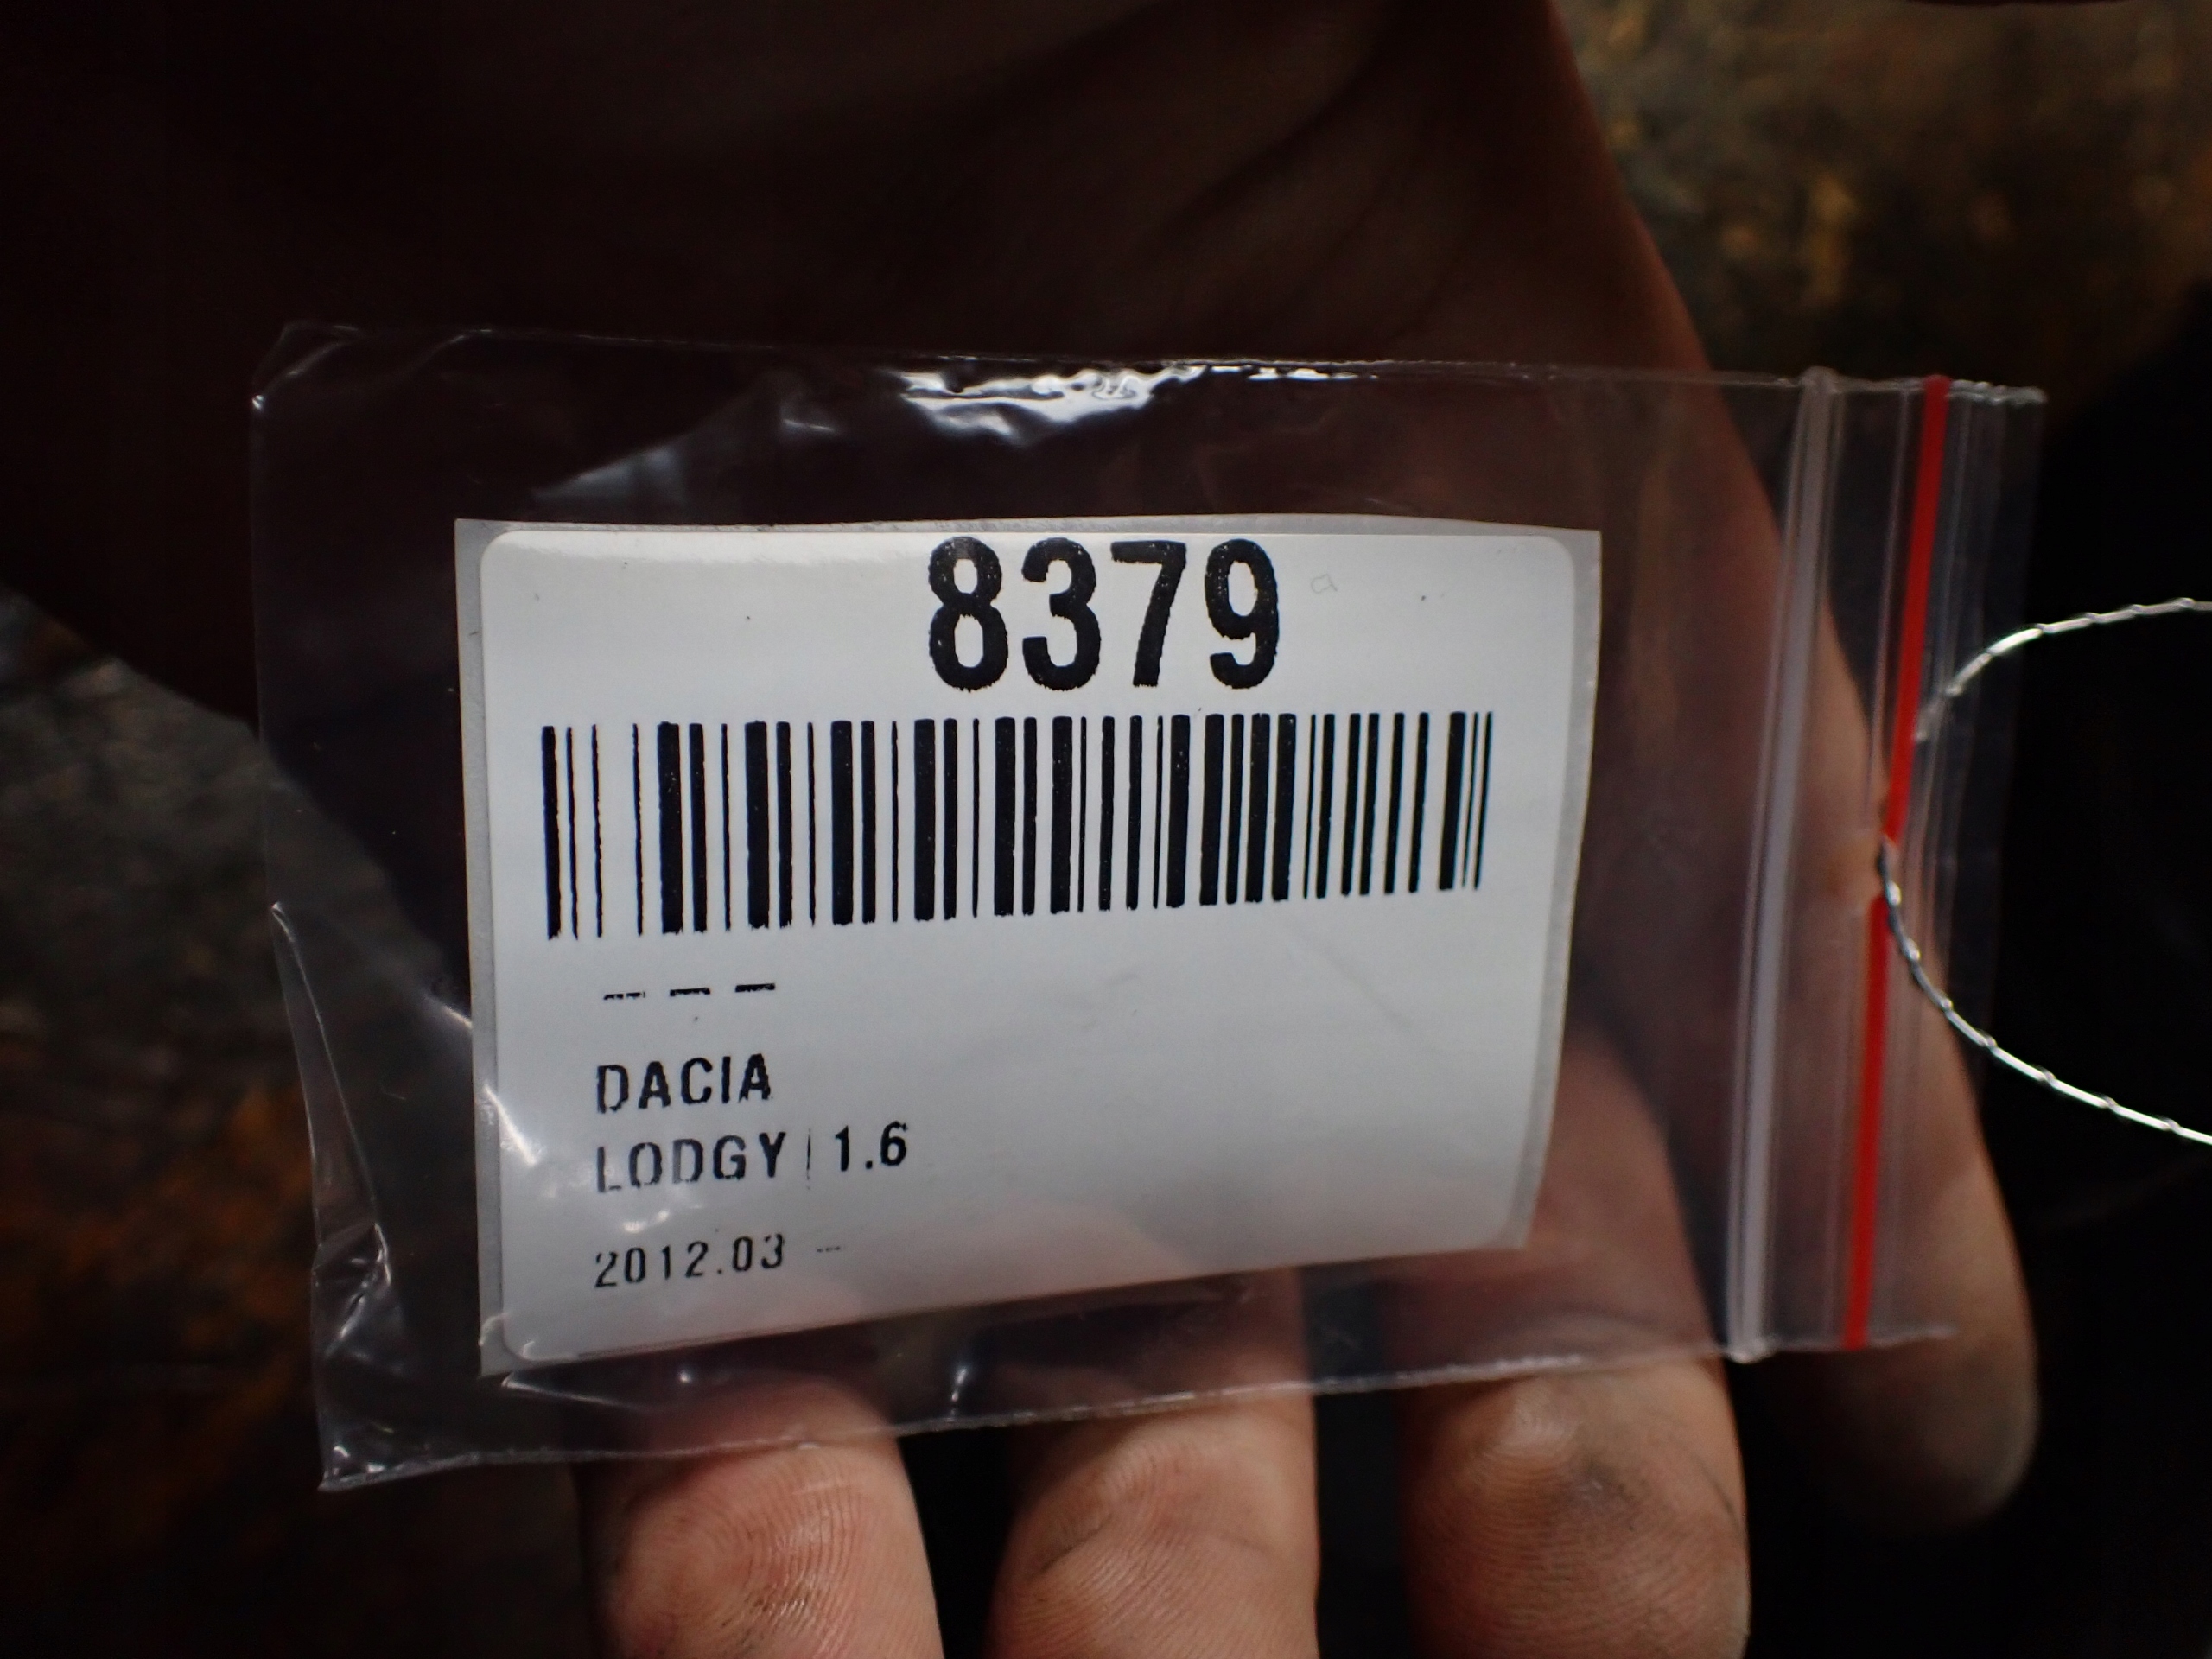 8379
- - -
DACIA
LODGY | 1.6
2012.03 -